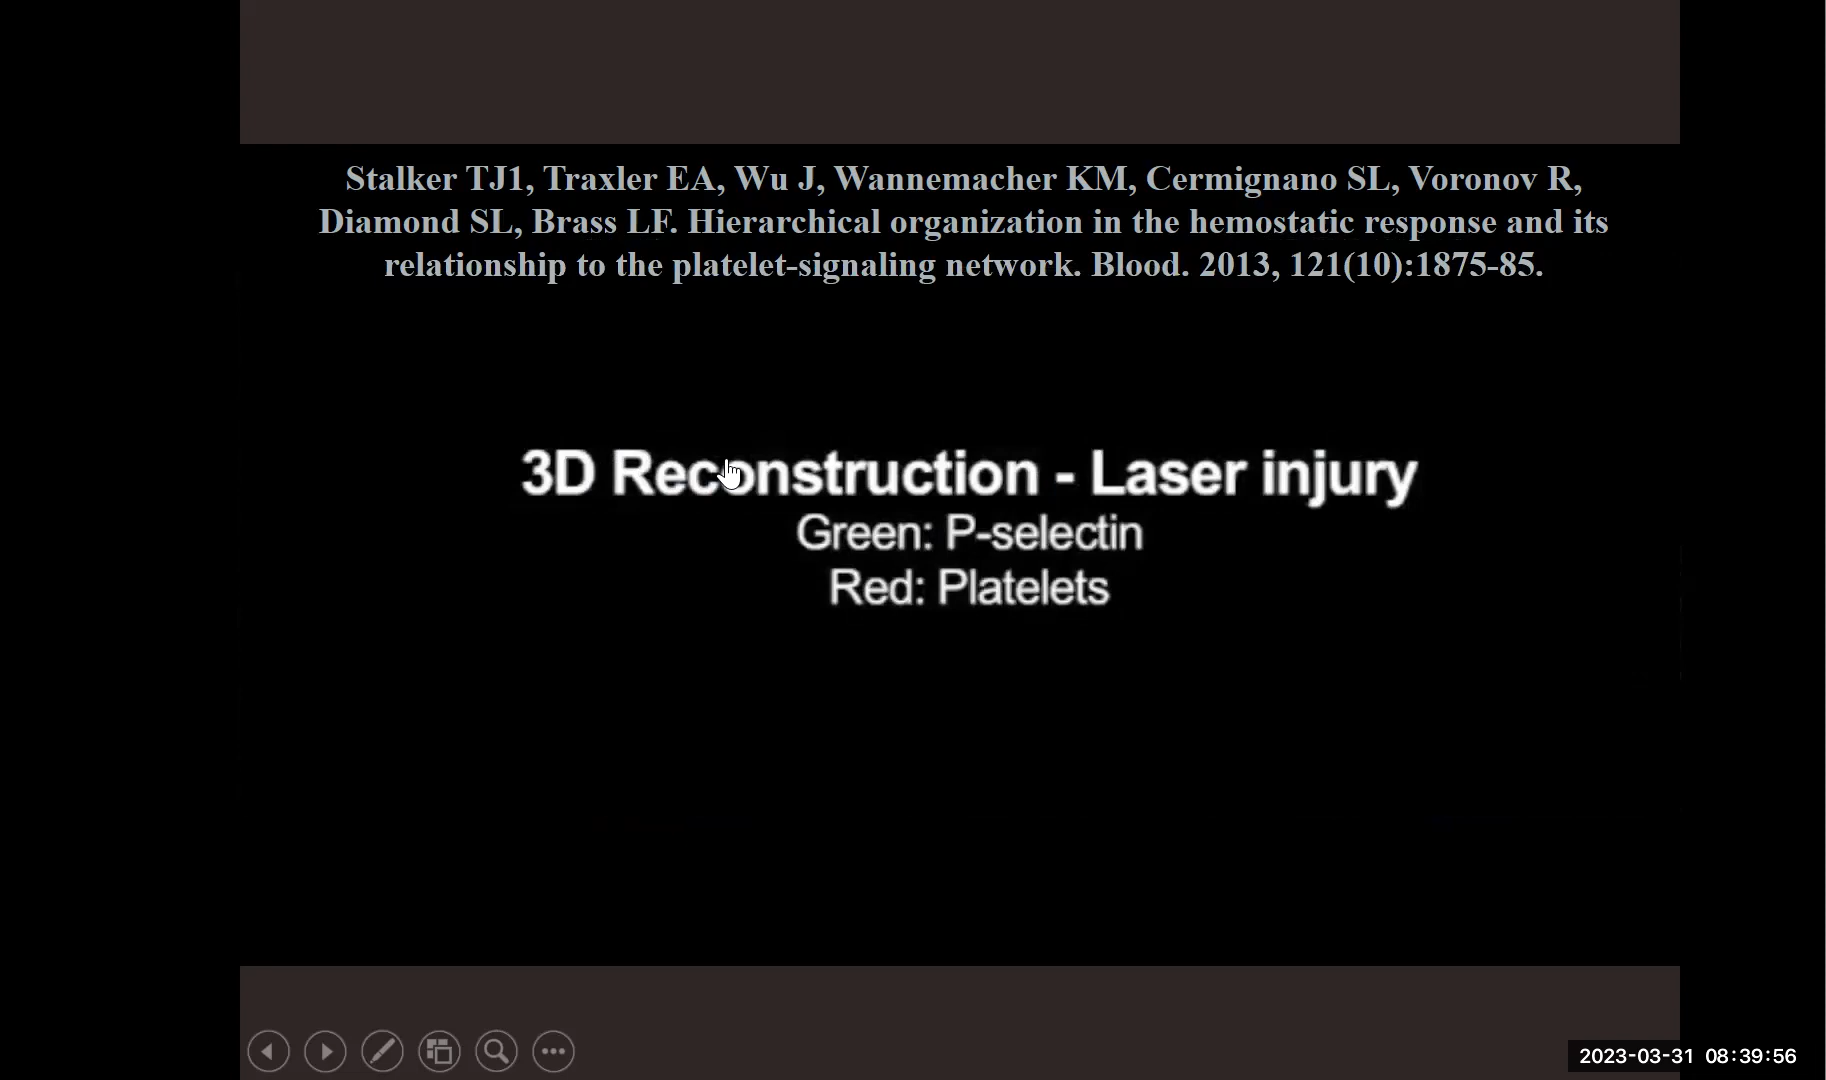 Stalker TJ1, Traxler EA, Wu J, Wannemacher KM, Cermignano SL, Voronov R,
Diamond SL, Brass LF. Hierarchical organization in the hemostatic response and its
relationship to the platelet-signaling network. Blood. 2013, 121(10):1875-85.
3D Reconstruction - Laser injury
Green: P-selectin
Red: Platelets
2023-03-31 08:39:56